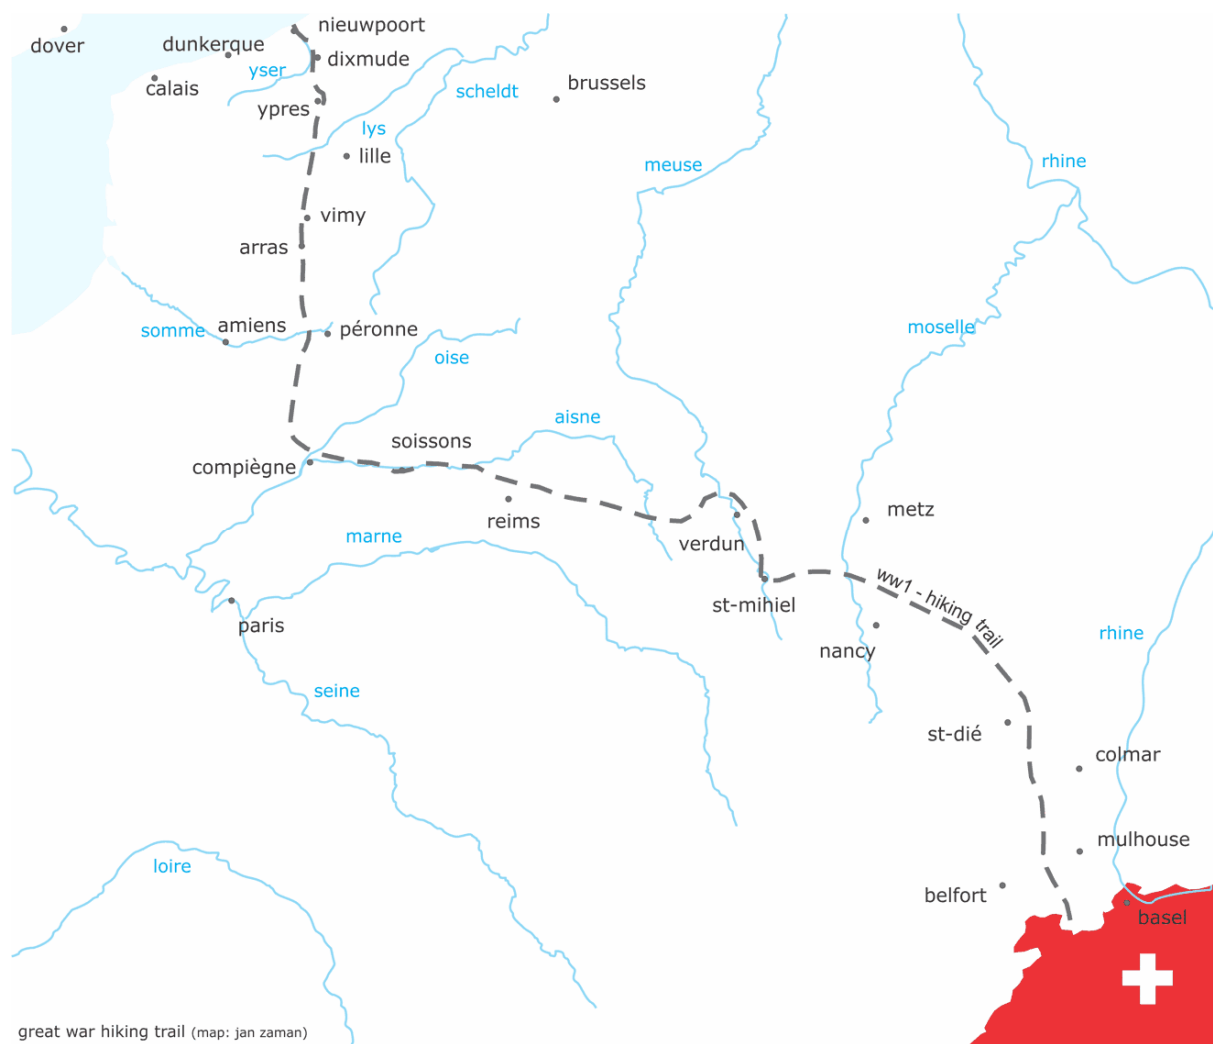 nieuwpoort
dover
dunkerque
dixmude
yser
calais
scheldt
brussels
ypres
lys
lille
meuse
rhine
vimy
arras
somme
amiens
péronne
moselle
oise
aisne
soissons
compiègne
metz
reims
marne
verdun
ww1 - hiking trail
st-mihiel
paris
nancy
rhine
seine
st-dié
colmar
mulhouse
loire
belfort
basel
great war hiking trail (map: jan zaman)